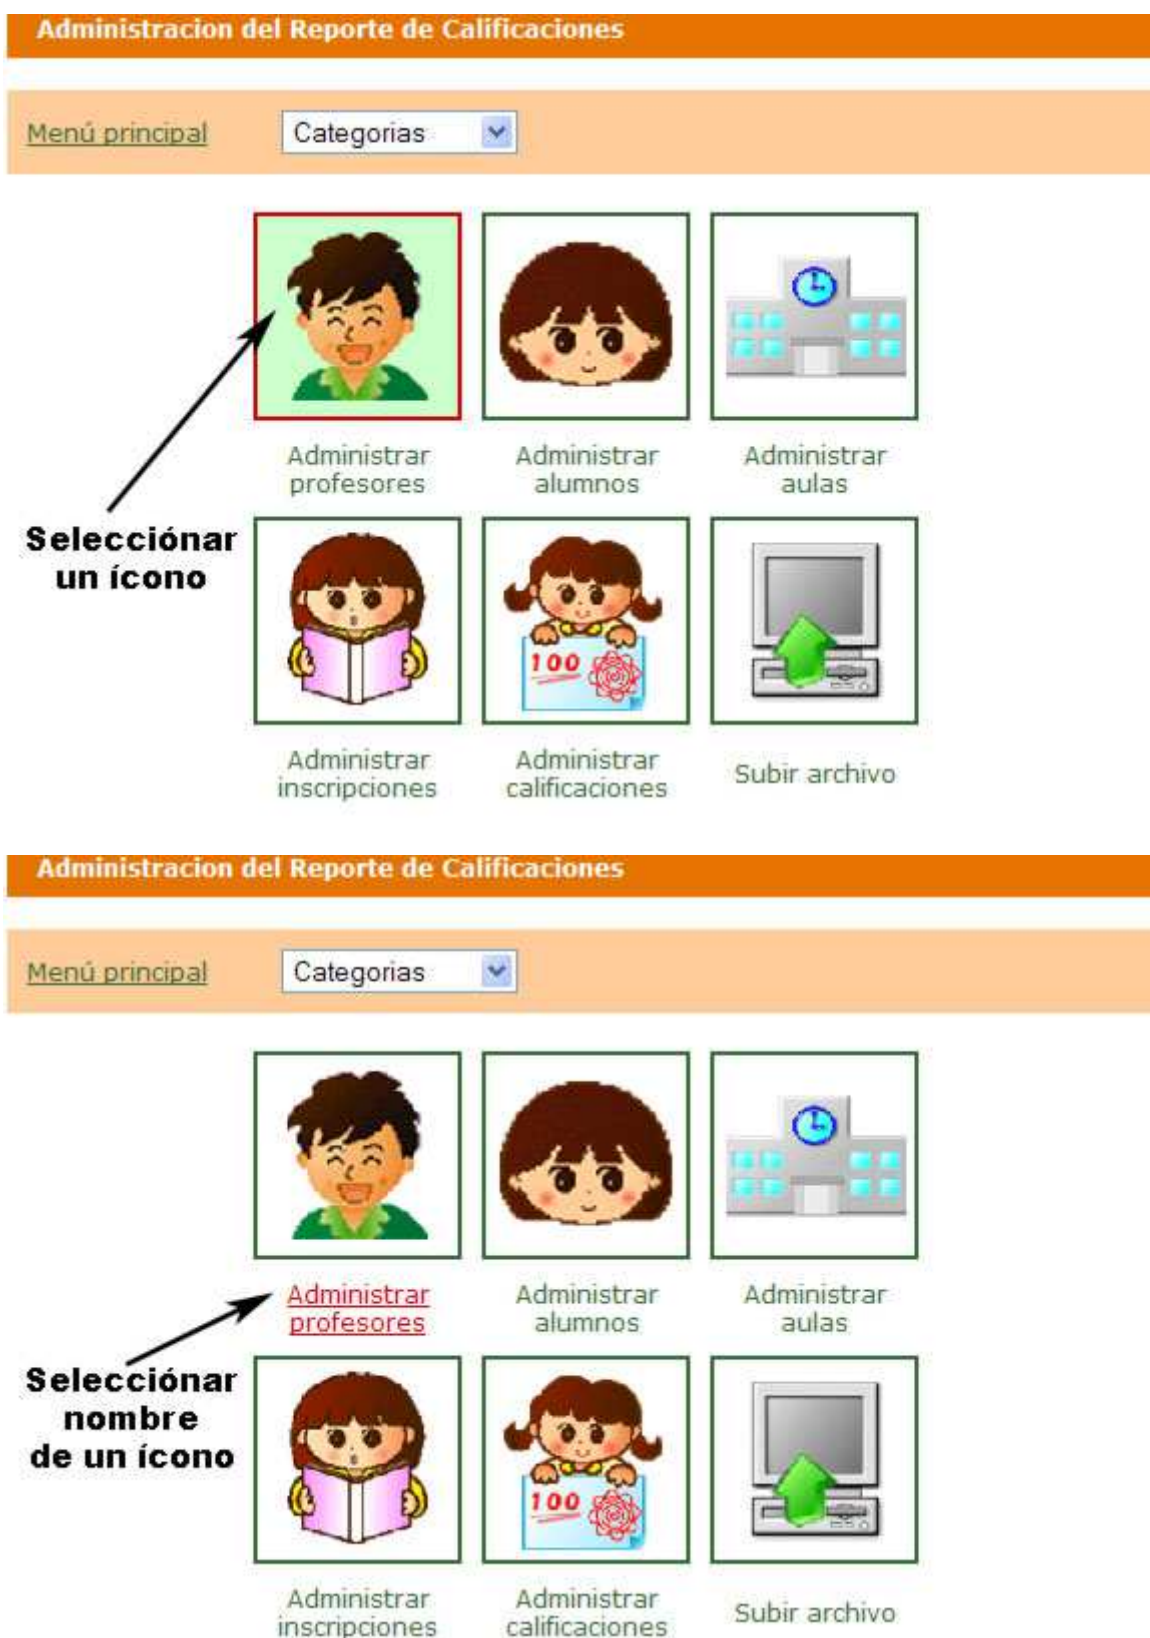 Administracion del Reporte de Calificaciones
Menú principal
Categorias
Administrar
profesores
Administrar
alumnos
Administrar
aulas
Selecciónar
un ícono
100
Administrar
inscripciones
Administrar
calificaciones
Subir archivo
Administracion del Reporte de Calificaciones
Menú principal
Categorias
Administrar
profesores
Administrar
alumnos
Administrar
aulas
Selecciónar
nombre
de un ícono
100
Administrar
inscripciones
Administrar
calificaciones
Subir archivo